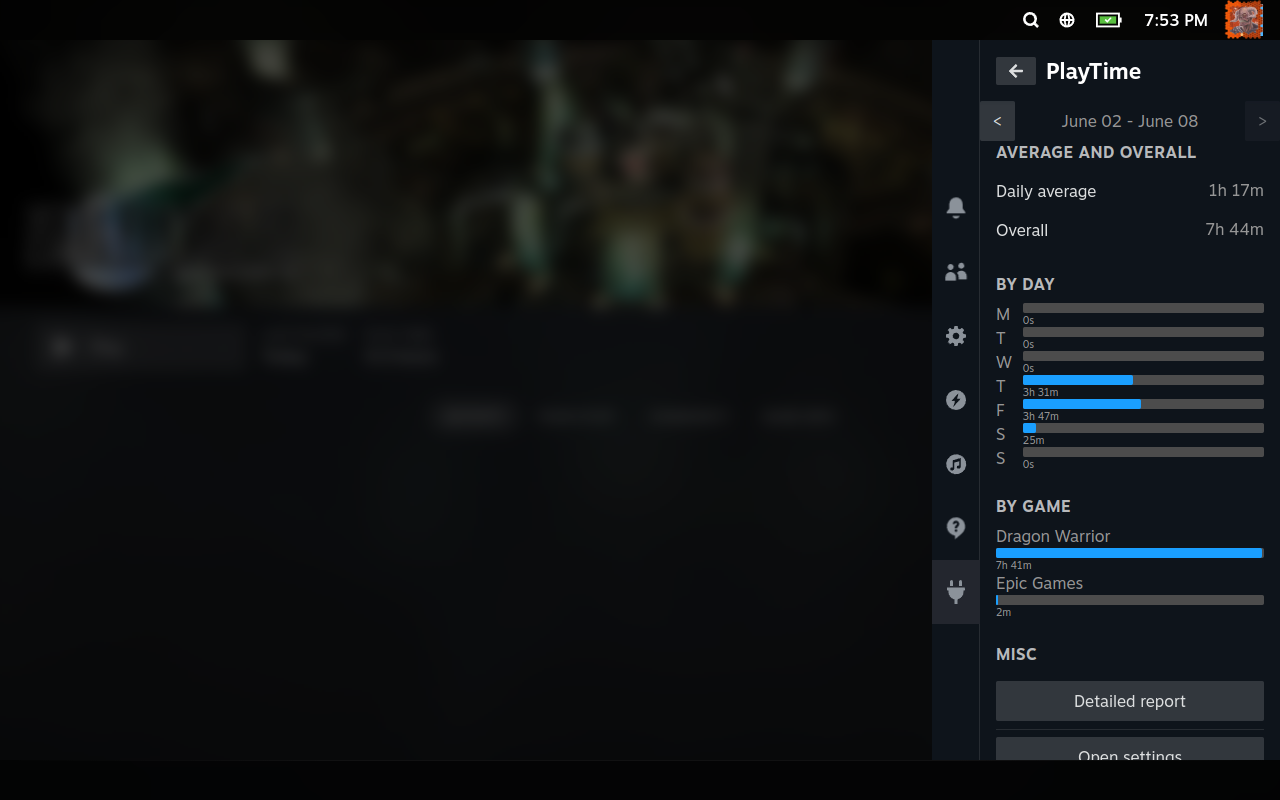 7:53 PM
PlayTime
< June 02 - June 08 >
AVERAGE AND OVERALL
Daily average 1h 17m
Overall 7h 44m
BY DAY
M
0s
T
0s
W
0s
T
3h 31m
F
3h 47m
S
25m
S
0s
BY GAME
Dragon Warrior
7h 41m
Epic Games
2m
MISC
Detailed report
Open settings